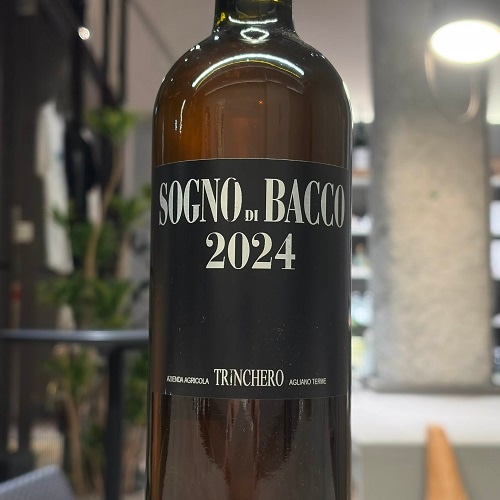 SOGNO DI BACCO
2024
AZIENDA AGRICOLA TRINCHERO AGLIANO TERME